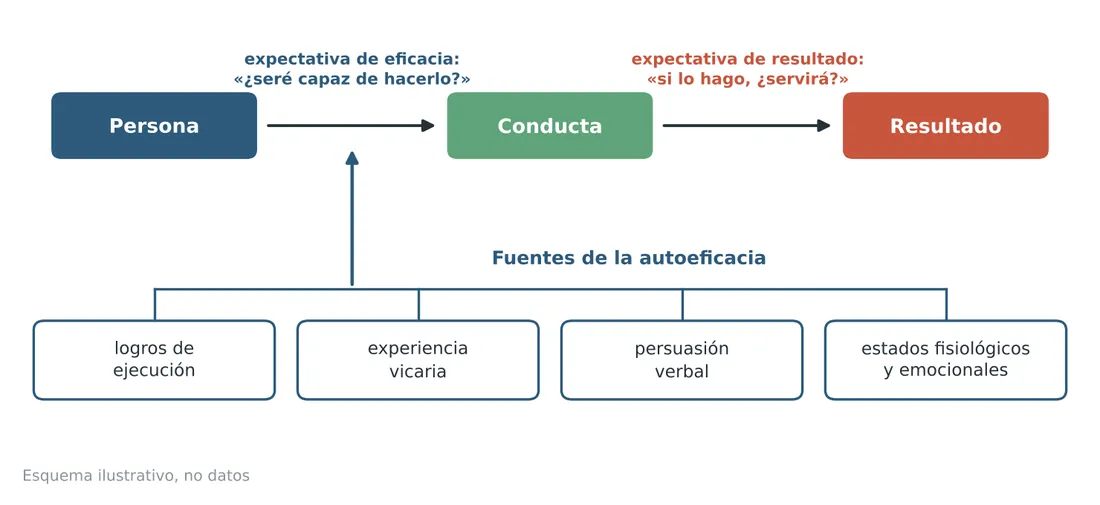 expectativa de eficacia:
«¿seré capaz de hacerlo?»
expectativa de resultado:
«si lo hago, ¿servirá?»
Persona
Conducta
Resultado
Fuentes de la autoeficacia
logros de
ejecución
experiencia
vicaria
persuasión
verbal
estados fisiológicos
y emocionales
Esquema ilustrativo, no datos